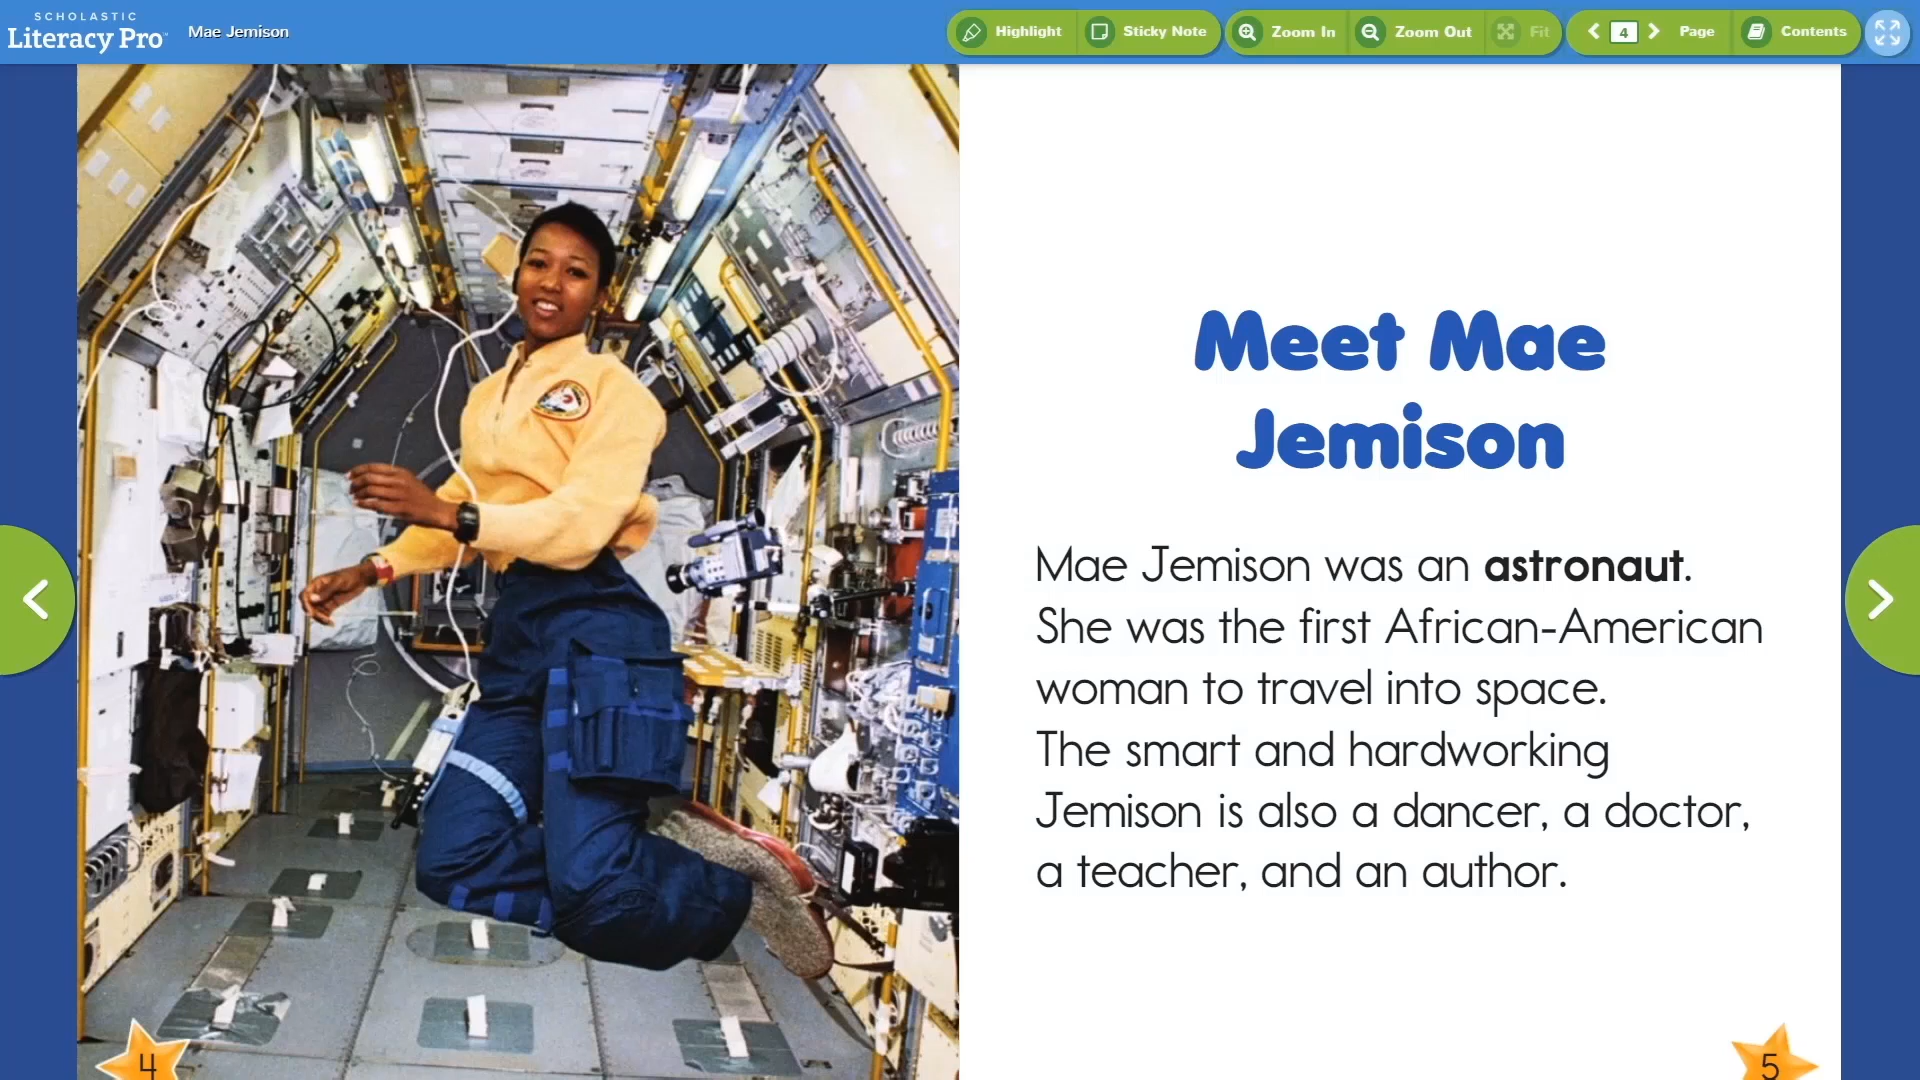 SCHOLASTIC
Literacy Pro
Mae Jemison
Highlight
Sticky Note
Zoom In
Zoom Out
Fit
4
Page
Contents
Meet Mae
Jemison
Mae Jemison was an astronaut.
She was the first African-American
woman to travel into space.
The smart and hardworking
Jemison is also a dancer, a doctor,
a teacher, and an author.
4
5